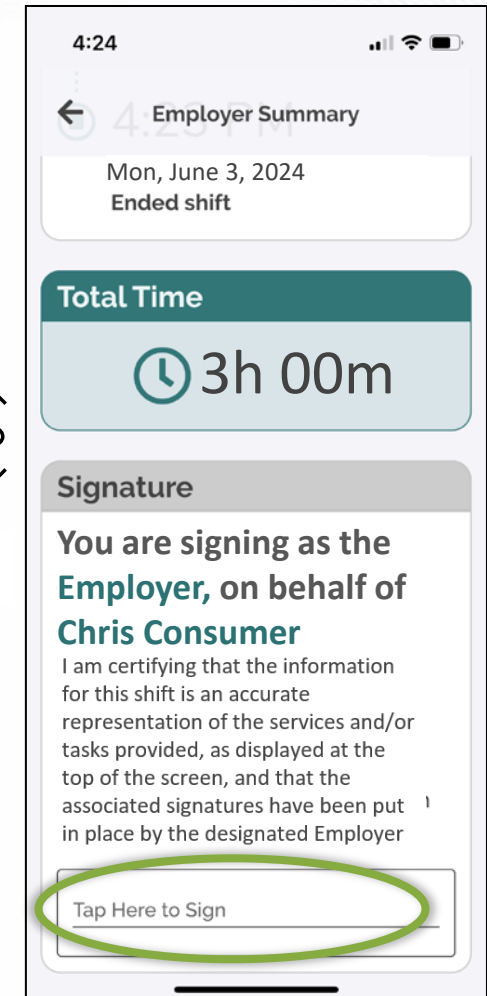 4:24
4:23 PM
Employer Summary
Mon, June 3, 2024
Ended shift
Total Time
3h 00m
Signature
You are signing as the
Employer, on behalf of
Chris Consumer
I am certifying that the information
for this shift is an accurate
representation of the services and/or
tasks provided, as displayed at the
top of the screen, and that the
associated signatures have been put
in place by the designated Employer
Tap Here to Sign